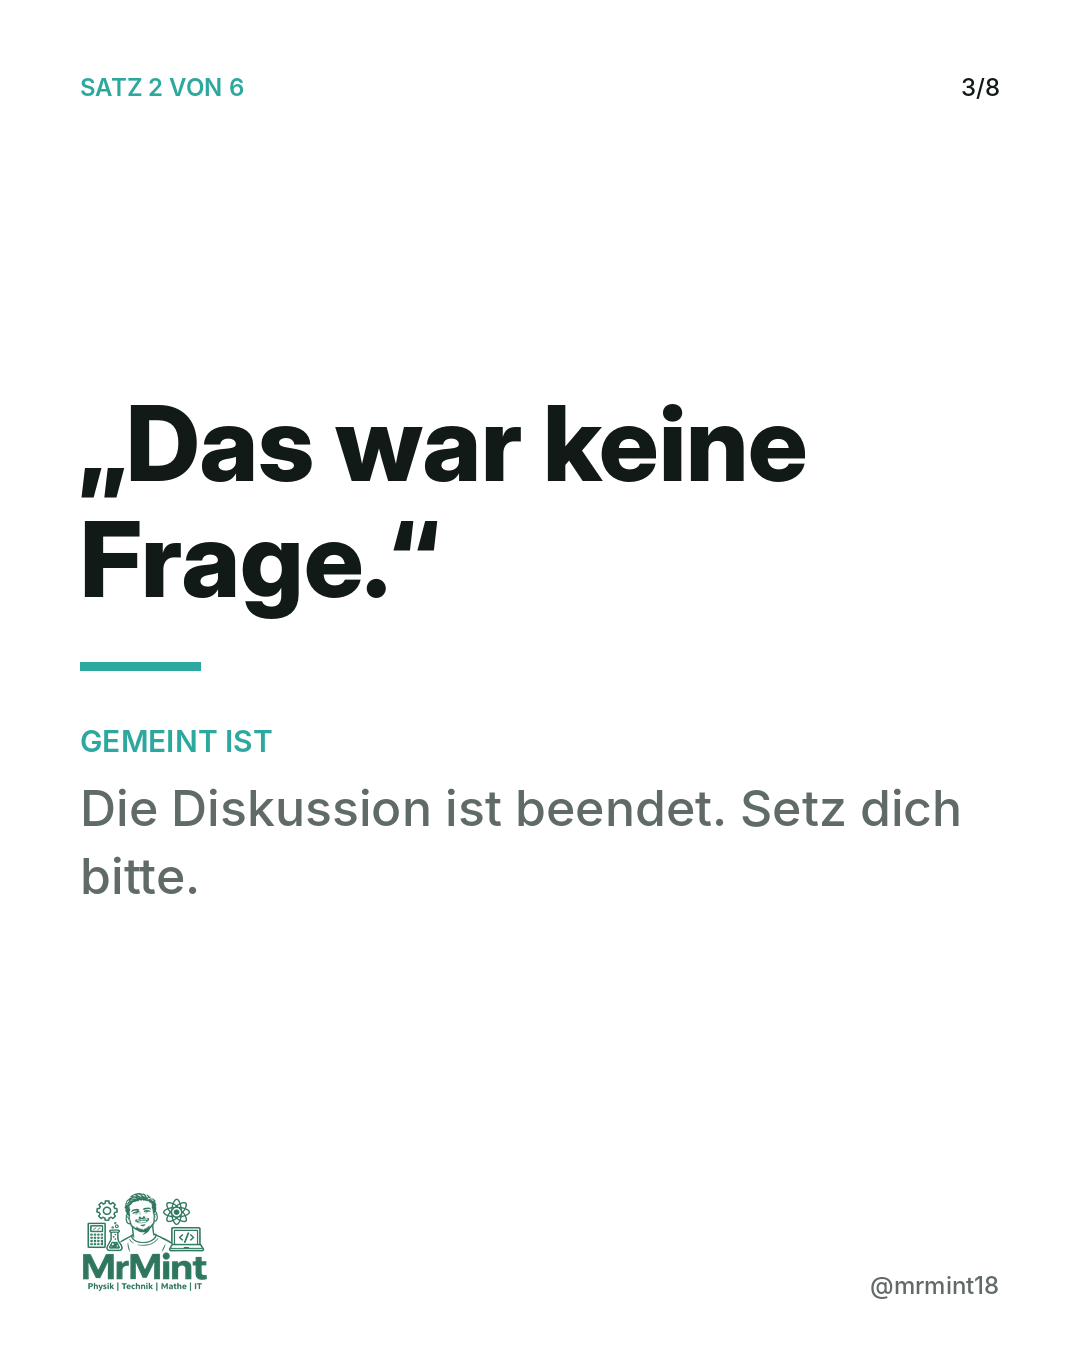 SATZ 2 VON 6
3/8
„Das war keine
Frage.“
GEMEINT IST
Die Diskussion ist beendet. Setz dich
bitte.
MrMint
Physik | Technik | Mathe | IT
@mrmint18